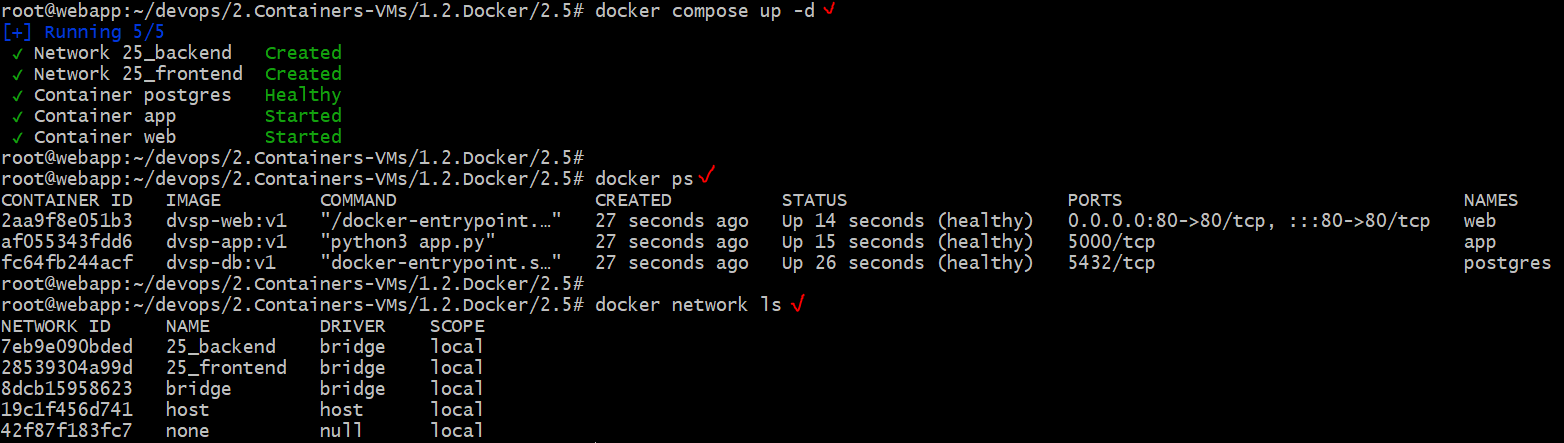 root@webapp:~/devops/2.Containers-VMs/1.2.Docker/2.5# docker compose up -d ✓
[+] Running 5/5
 ✓ Network 25_backend   Created
 ✓ Network 25_frontend  Created
 ✓ Container postgres   Healthy
 ✓ Container app        Started
 ✓ Container web        Started
root@webapp:~/devops/2.Containers-VMs/1.2.Docker/2.5#
root@webapp:~/devops/2.Containers-VMs/1.2.Docker/2.5# docker ps ✓
CONTAINER ID   IMAGE         COMMAND                  CREATED          STATUS                    PORTS                               NAMES
2aa9f8e051b3   dvsp-web:v1   "/docker-entrypoint.…"   27 seconds ago   Up 14 seconds (healthy)   0.0.0.0:80->80/tcp, :::80->80/tcp   web
af055343fdd6   dvsp-app:v1   "python3 app.py"         27 seconds ago   Up 15 seconds (healthy)   5000/tcp                            app
fc64fb244acf   dvsp-db:v1    "docker-entrypoint.s…"   27 seconds ago   Up 26 seconds (healthy)   5432/tcp                            postgres
root@webapp:~/devops/2.Containers-VMs/1.2.Docker/2.5#
root@webapp:~/devops/2.Containers-VMs/1.2.Docker/2.5# docker network ls ✓
NETWORK ID     NAME          DRIVER    SCOPE
7eb9e090bded   25_backend    bridge    local
28539304a99d   25_frontend   bridge    local
8dcb15958623   bridge        bridge    local
19c1f456d741   host          host      local
42f87f183fc7   none          null      local